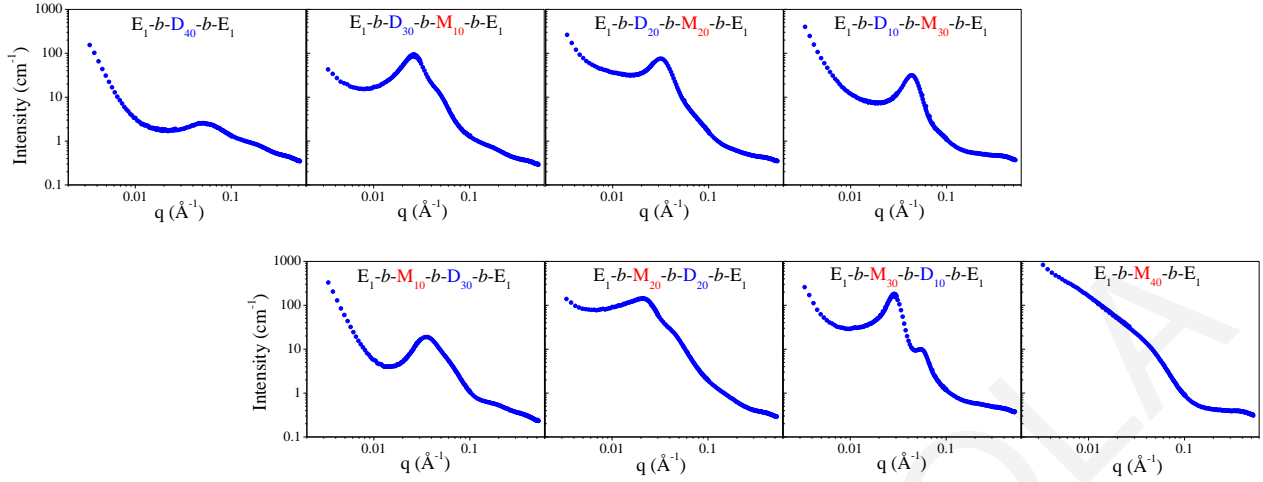 E₁-b-D₄₀-b-E₁ E₁-b-D₃₀-b-M₁₀-b-E₁ E₁-b-D₂₀-b-M₂₀-b-E₁ E₁-b-D₁₀-b-M₃₀-b-E₁
Intensity (cm⁻¹)
1000
100
10
1
0.1
0.01 0.1 0.01 0.1 0.01 0.1 0.01 0.1
q (Å⁻¹) q (Å⁻¹) q (Å⁻¹) q (Å⁻¹)
E₁-b-M₁₀-b-D₃₀-b-E₁ E₁-b-M₂₀-b-D₂₀-b-E₁ E₁-b-M₃₀-b-D₁₀-b-E₁ E₁-b-M₄₀-b-E₁
Intensity (cm⁻¹)
1000
100
10
1
0.1
0.01 0.1 0.01 0.1 0.01 0.1 0.01 0.1
q (Å⁻¹) q (Å⁻¹) q (Å⁻¹) q (Å⁻¹)